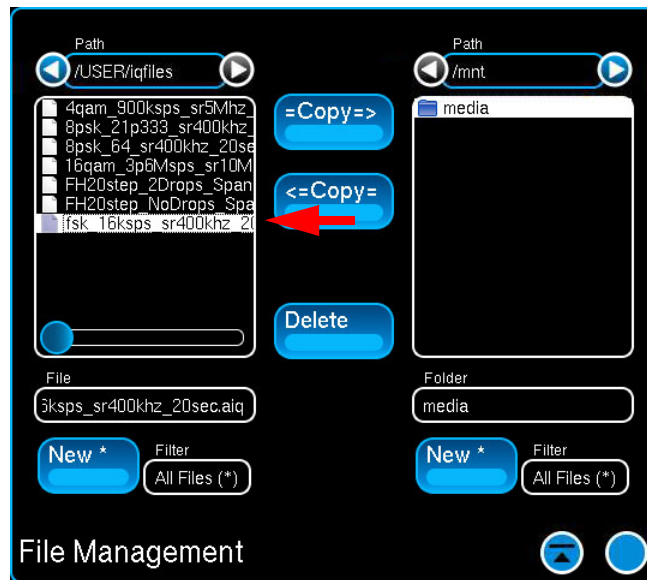 Path
/USER/iqfiles
4qam_900ksps_sr5Mhz_
8psk_21p333_sr400khz_
8psk_64_sr400khz_20se
16qam_3p6Msps_sr10M
FH20step_2Drops_Span
FH20step_NoDrops_Spa
fsk_16ksps_sr400khz_20
File
6ksps_sr400khz_20sec.aiq
New *
Filter
All Files (*)
=Copy=>
<=Copy=
Delete
Path
/mnt
media
Folder
media
New *
Filter
All Files (*)
File Management